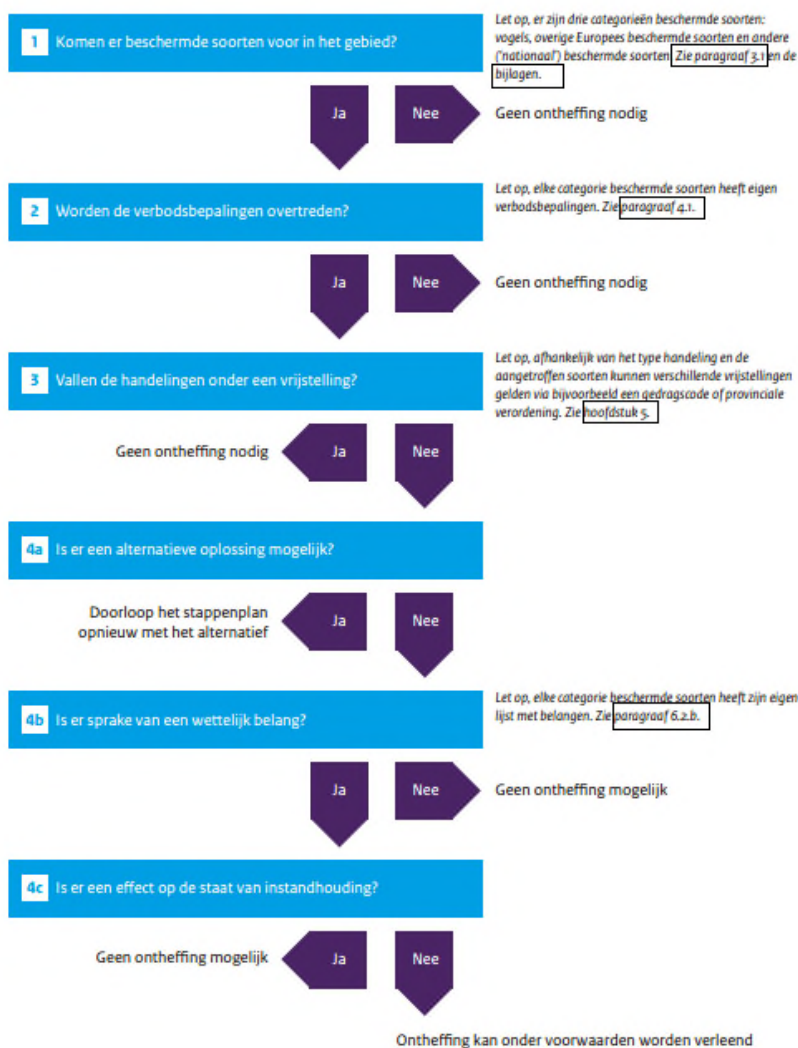 1 Komen er beschermde soorten voor in het gebied?
Let op, er zijn drie categorieën beschermde soorten:
vogels, overige Europees beschermde soorten en andere
('nationaal') beschermde soorten. Zie paragraaf 3.1 en de
bijlagen.
Ja
Nee
Geen ontheffing nodig
2 Worden de verbodsbepalingen overtreden?
Let op, elke categorie beschermde soorten heeft eigen
verbodsbepalingen. Zie paragraaf 4.1.
Ja
Nee
Geen ontheffing nodig
3 Vallen de handelingen onder een vrijstelling?
Let op, afhankelijk van het type handeling en de
aangetroffen soorten kunnen verschillende vrijstellingen
gelden via bijvoorbeeld een gedragscode of provinciale
verordening. Zie hoofdstuk 5.
Geen ontheffing nodig
Ja
Nee
4a Is er een alternatieve oplossing mogelijk?
Doorloop het stappenplan
opnieuw met het alternatief
Ja
Nee
4b Is er sprake van een wettelijk belang?
Let op, elke categorie beschermde soorten heeft zijn eigen
lijst met belangen. Zie paragraaf 6.2.b.
Ja
Nee
Geen ontheffing mogelijk
4c Is er een effect op de staat van instandhouding?
Geen ontheffing mogelijk
Ja
Nee
Ontheffing kan onder voorwaarden worden verleend